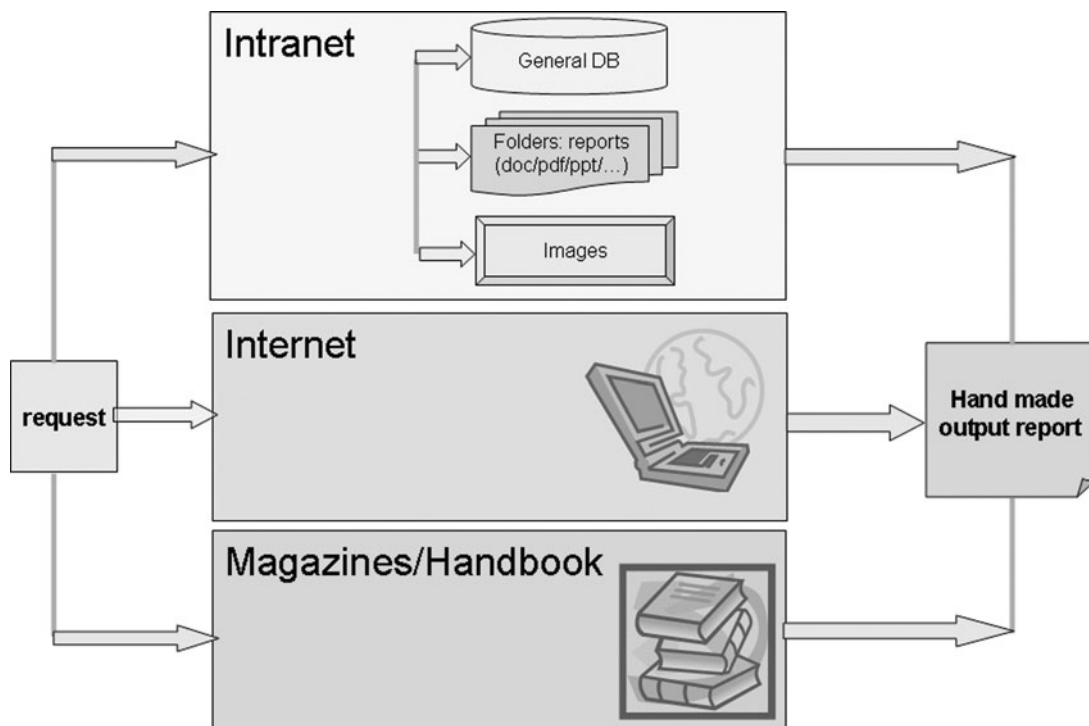 Intranet
General DB
Folders: reports
(doc/pdf/ppt/...)
Images
Internet
request
Hand made
output report
Magazines/Handbook